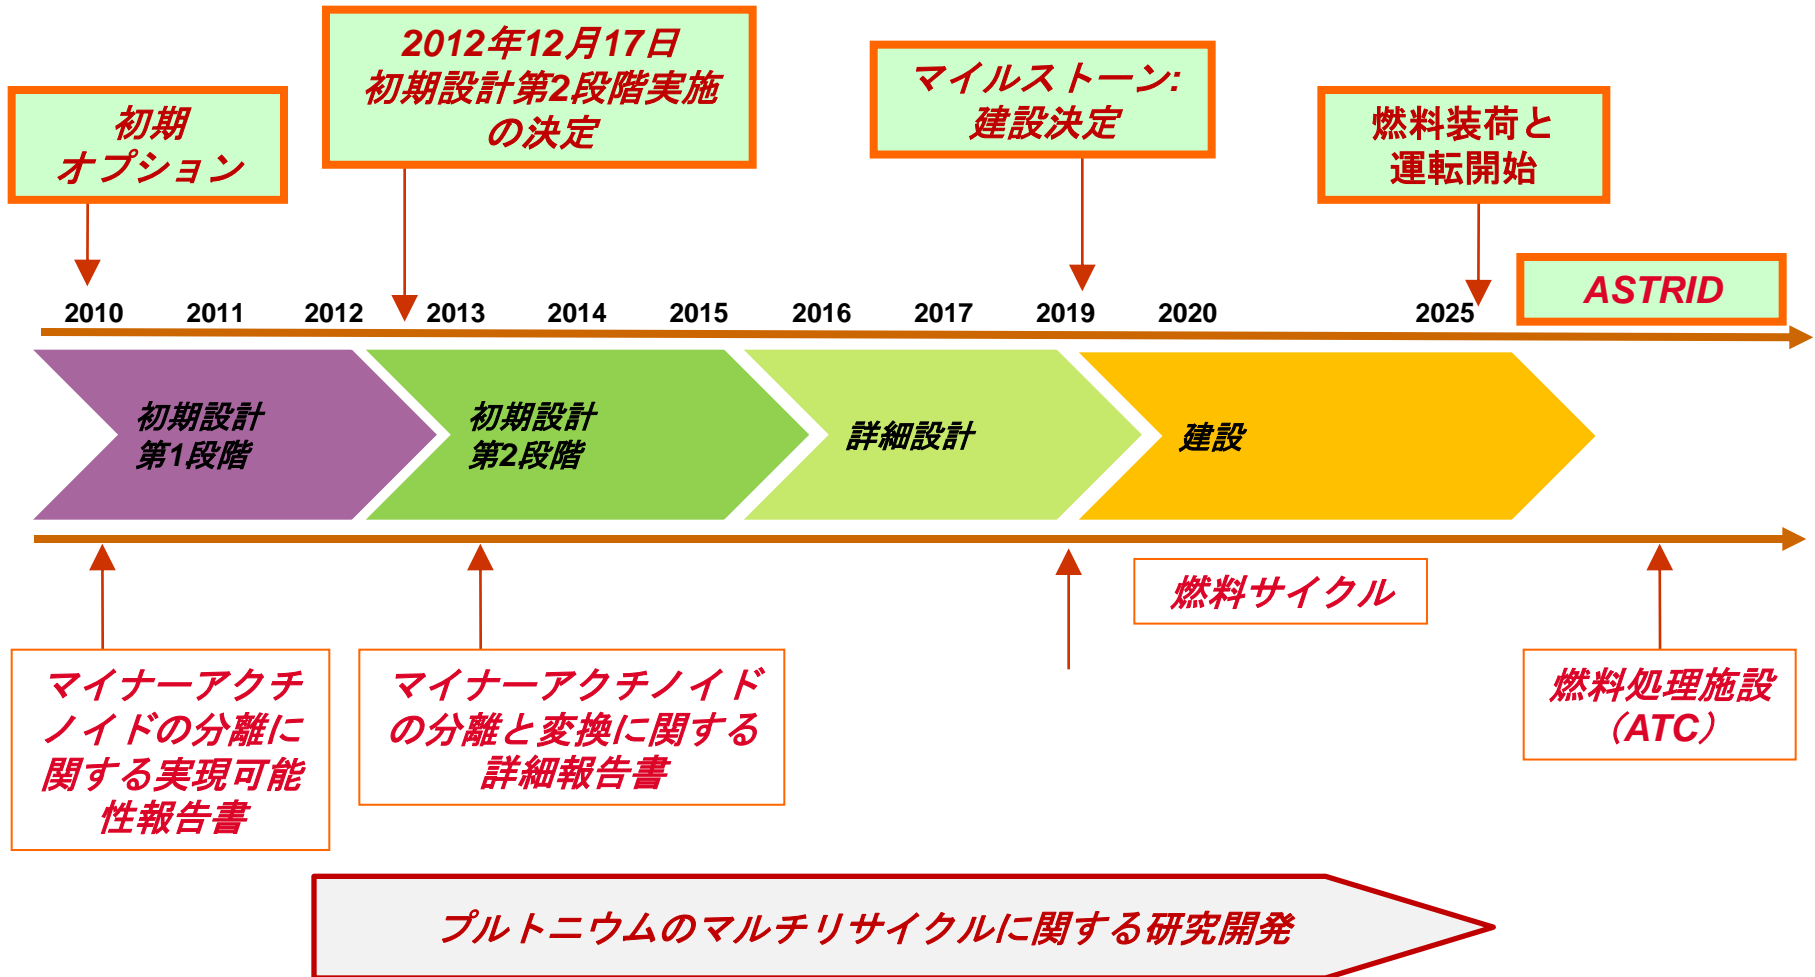 2012年12月17日
初期設計第2段階実施
の決定
マイルストーン:
建設決定
初期
オプション
燃料装荷と
運転開始
ASTRID
2010 2011 2012 2013 2014 2015 2016 2017 2019 2020 2025
初期設計
第1段階
初期設計
第2段階
詳細設計
建設
燃料サイクル
マイナーアクチ
ノイドの分離に
関する実現可能
性報告書
マイナーアクチノイド
の分離と変換に関する
詳細報告書
燃料処理施設
（ATC）
プルトニウムのマルチリサイクルに関する研究開発